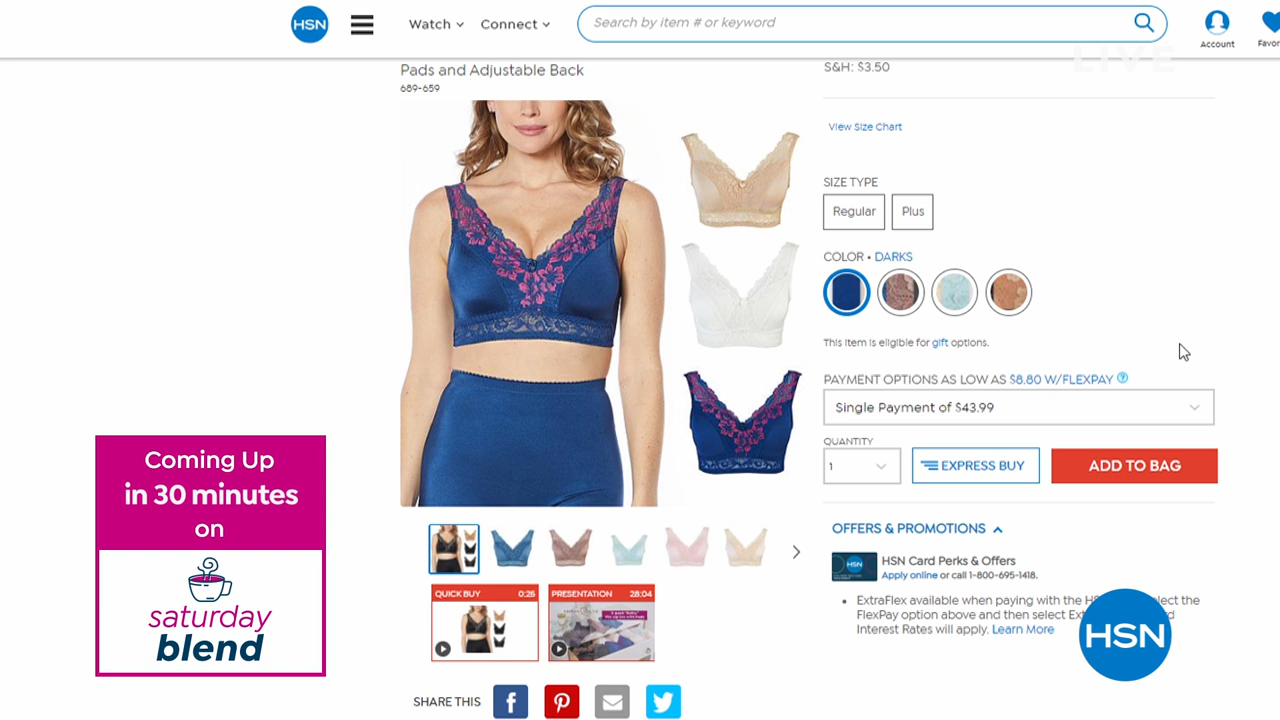 HSN
Watch
Connect
Search by item # or keyword
Account
LIVE
Pads and Adjustable Back
689-659
S&H: $3.50
View Size Chart
SIZE TYPE
Regular
Plus
COLOR • DARKS
This item is eligible for gift options.
PAYMENT OPTIONS AS LOW AS $8.80 W/FLEXPAY ?
Single Payment of $43.99
QUANTITY
1
EXPRESS BUY
ADD TO BAG
OFFERS & PROMOTIONS
HSN
HSN Card Perks & Offers
Apply online or call 1-800-695-1418.
• ExtraFlex available when paying with the elect the
FlexPay option above and then select
Interest Rates will apply. Learn More
HSN
Coming Up
in 30 minutes
on
saturday
blend
QUICK BUY 0:26
PRESENTATION 28:04
SHARE THIS